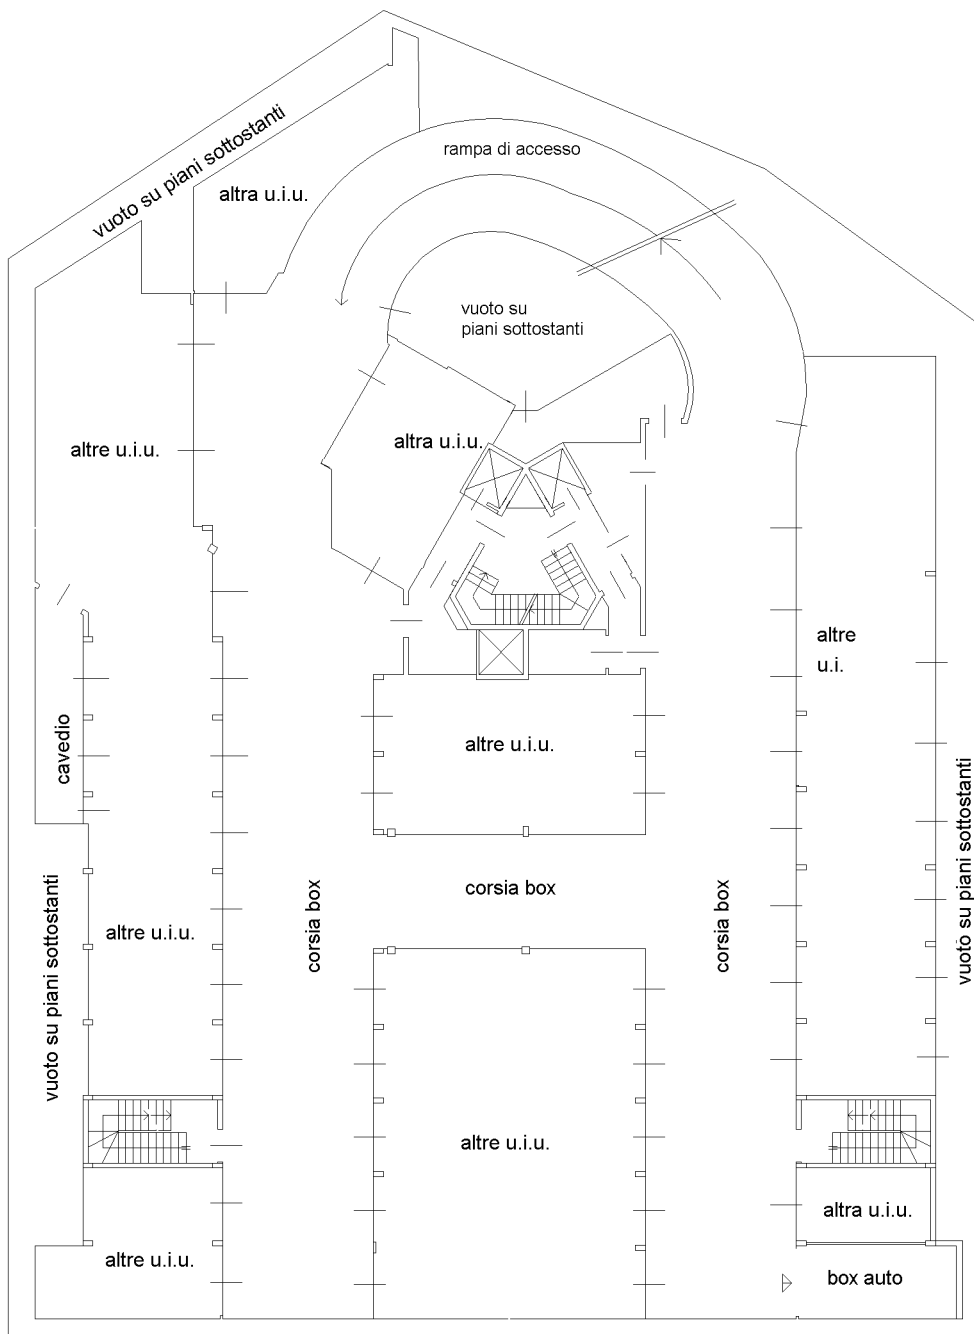 vuoto su piani sottostanti
rampa di accesso
altra u.i.u.
vuoto su
piani sottostanti
altre u.i.u.
altra u.i.u.
altre
u.i.
cavedio
altre u.i.u.
vuoto su piani sottostanti
vuoto su piani sottostanti
altre u.i.u.
corsia box
corsia box
corsia box
altre u.i.u.
altra u.i.u.
altre u.i.u.
box auto